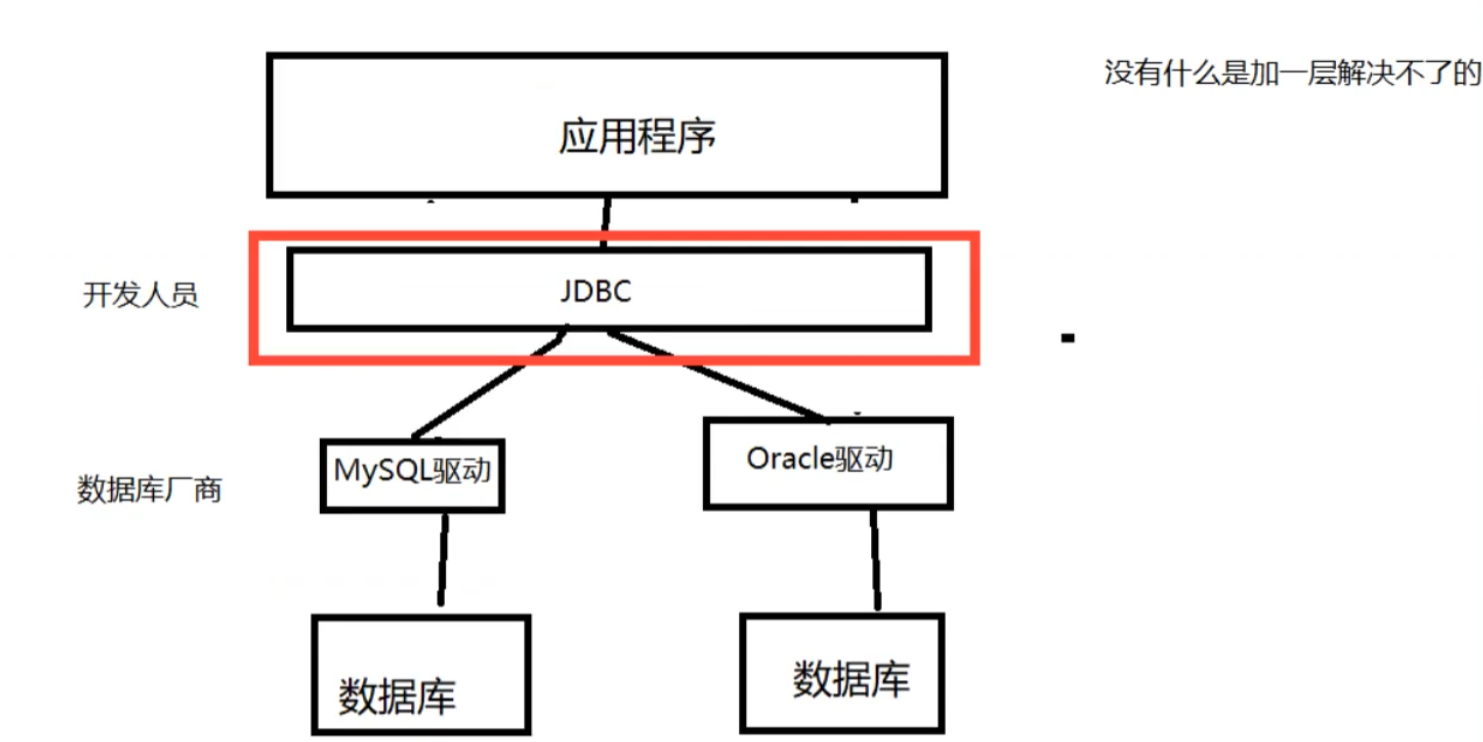 没有什么是加一层解决不了的
应用程序
开发人员
JDBC
数据库厂商
MySQL驱动
Oracle驱动
数据库
数据库